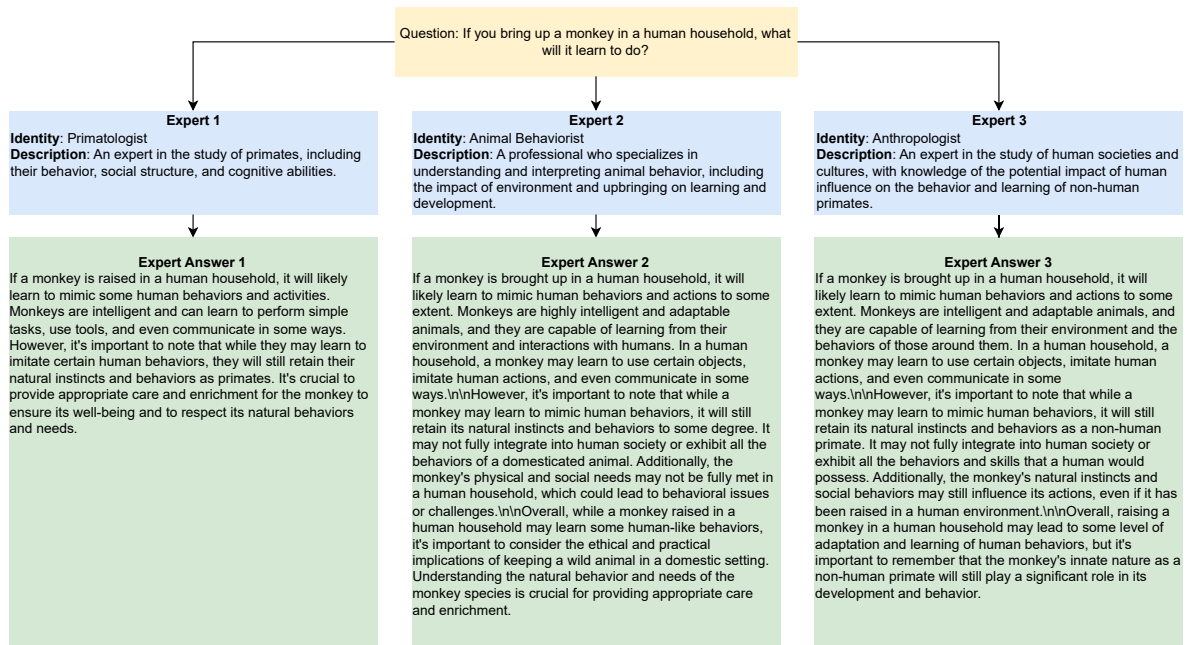 Question: If you bring up a monkey in a human household, what
will it learn to do?
Expert 1
Identity: Primatologist
Description: An expert in the study of primates, including
their behavior, social structure, and cognitive abilities.
Expert 2
Identity: Animal Behaviorist
Description: A professional who specializes in
understanding and interpreting animal behavior, including
the impact of environment and upbringing on learning and
development.
Expert 3
Identity: Anthropologist
Description: An expert in the study of human societies and
cultures, with knowledge of the potential impact of human
influence on the behavior and learning of non-human
primates.
Expert Answer 1
If a monkey is raised in a human household, it will likely
learn to mimic some human behaviors and activities.
Monkeys are intelligent and can learn to perform simple
tasks, use tools, and even communicate in some ways.
However, it's important to note that while they may learn to
imitate certain human behaviors, they will still retain their
natural instincts and behaviors as primates. It's crucial to
provide appropriate care and enrichment for the monkey to
ensure its well-being and to respect its natural behaviors
and needs.
Expert Answer 2
If a monkey is brought up in a human household, it will
likely learn to mimic human behaviors and actions to some
extent. Monkeys are highly intelligent and adaptable
animals, and they are capable of learning from their
environment and interactions with humans. In a human
household, a monkey may learn to use certain objects,
imitate human actions, and even communicate in some
ways.\n\nHowever, it's important to note that while a
monkey may learn to mimic human behaviors, it will still
retain its natural instincts and behaviors to some degree. It
may not fully integrate into human society or exhibit all the
behaviors of a domesticated animal. Additionally, the
monkey's physical and social needs may not be fully met in
a human household, which could lead to behavioral issues
or challenges.\n\nOverall, while a monkey raised in a
human household may learn some human-like behaviors,
it's important to consider the ethical and practical
implications of keeping a wild animal in a domestic setting.
Understanding the natural behavior and needs of the
monkey species is crucial for providing appropriate care
and enrichment.
Expert Answer 3
If a monkey is brought up in a human household, it will
likely learn to mimic human behaviors and actions to some
extent. Monkeys are intelligent and adaptable animals, and
they are capable of learning from their environment and the
behaviors of those around them. In a human household, a
monkey may learn to use certain objects, imitate human
actions, and even communicate in some
ways.\n\nHowever, it's important to note that while a
monkey may learn to mimic human behaviors, it will still
retain its natural instincts and behaviors as a non-human
primate. It may not fully integrate into human society or
exhibit all the behaviors and skills that a human would
possess. Additionally, the monkey's natural instincts and
social behaviors may still influence its actions, even if it has
been raised in a human environment.\n\nOverall, raising a
monkey in a human household may lead to some level of
adaptation and learning of human behaviors, but it's
important to remember that the monkey's innate nature as a
non-human primate will still play a significant role in its
development and behavior.